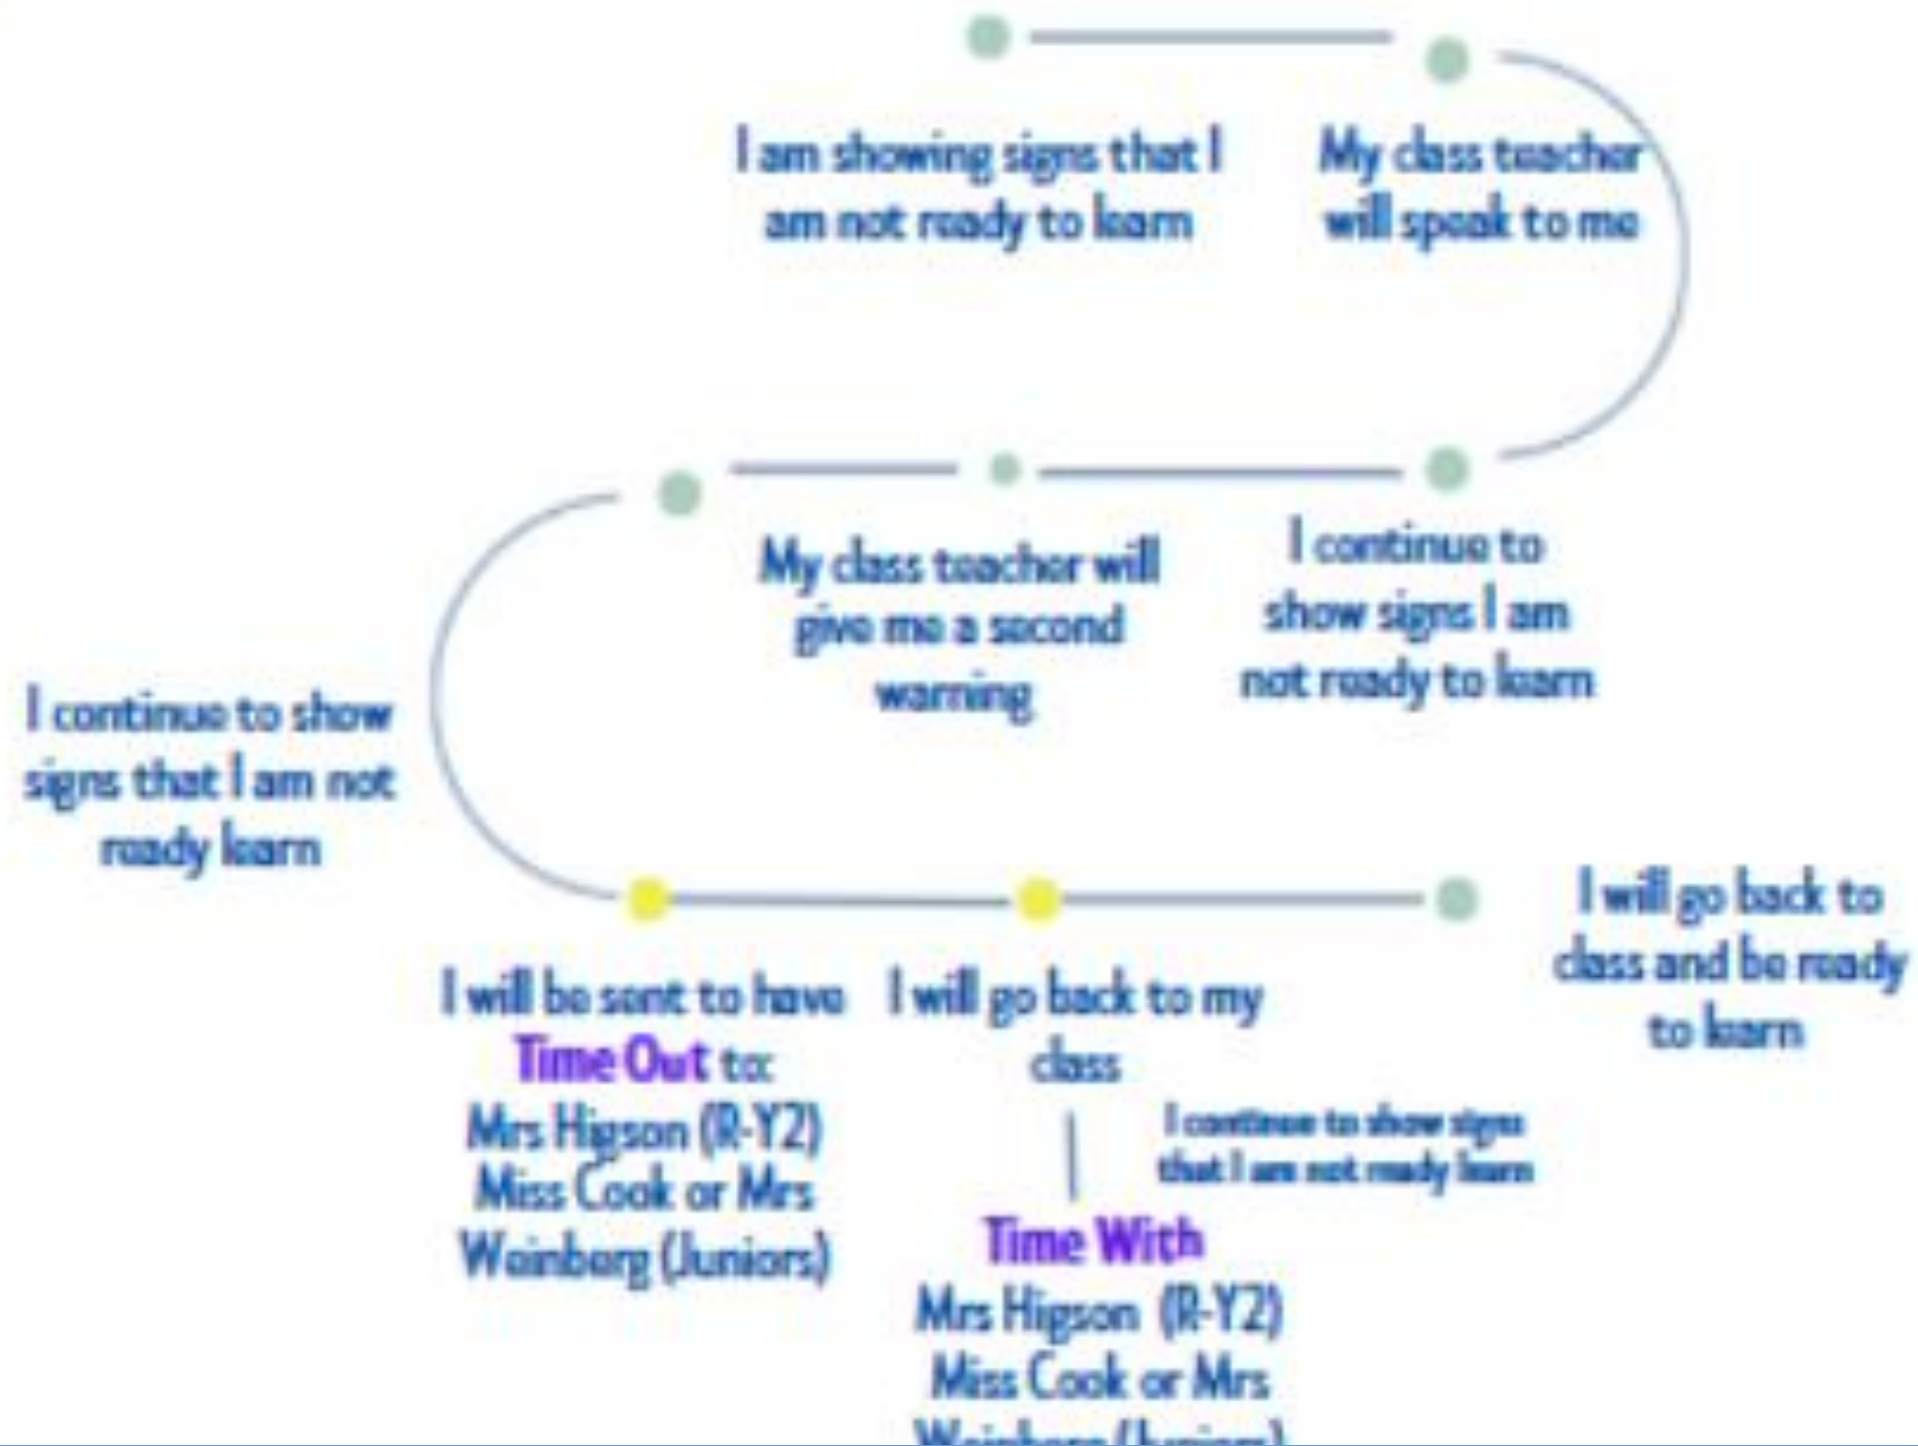 I am showing signs that I
am not ready to learn
My class teacher
will speak to me
I continue to
show signs I am
not ready to learn
My class teacher will
give me a second
warning
I continue to show
signs that I am not
ready learn
I will be sent to have
Time Out to:
Mrs Higson (R-Y2)
Miss Cook or Mrs
Weinberg (Juniors)
I will go back to my
class
I continue to show signs
that I am not ready learn
Time With
Mrs Higson (R-Y2)
Miss Cook or Mrs
Weinberg (Juniors)
I will go back to
class and be ready
to learn